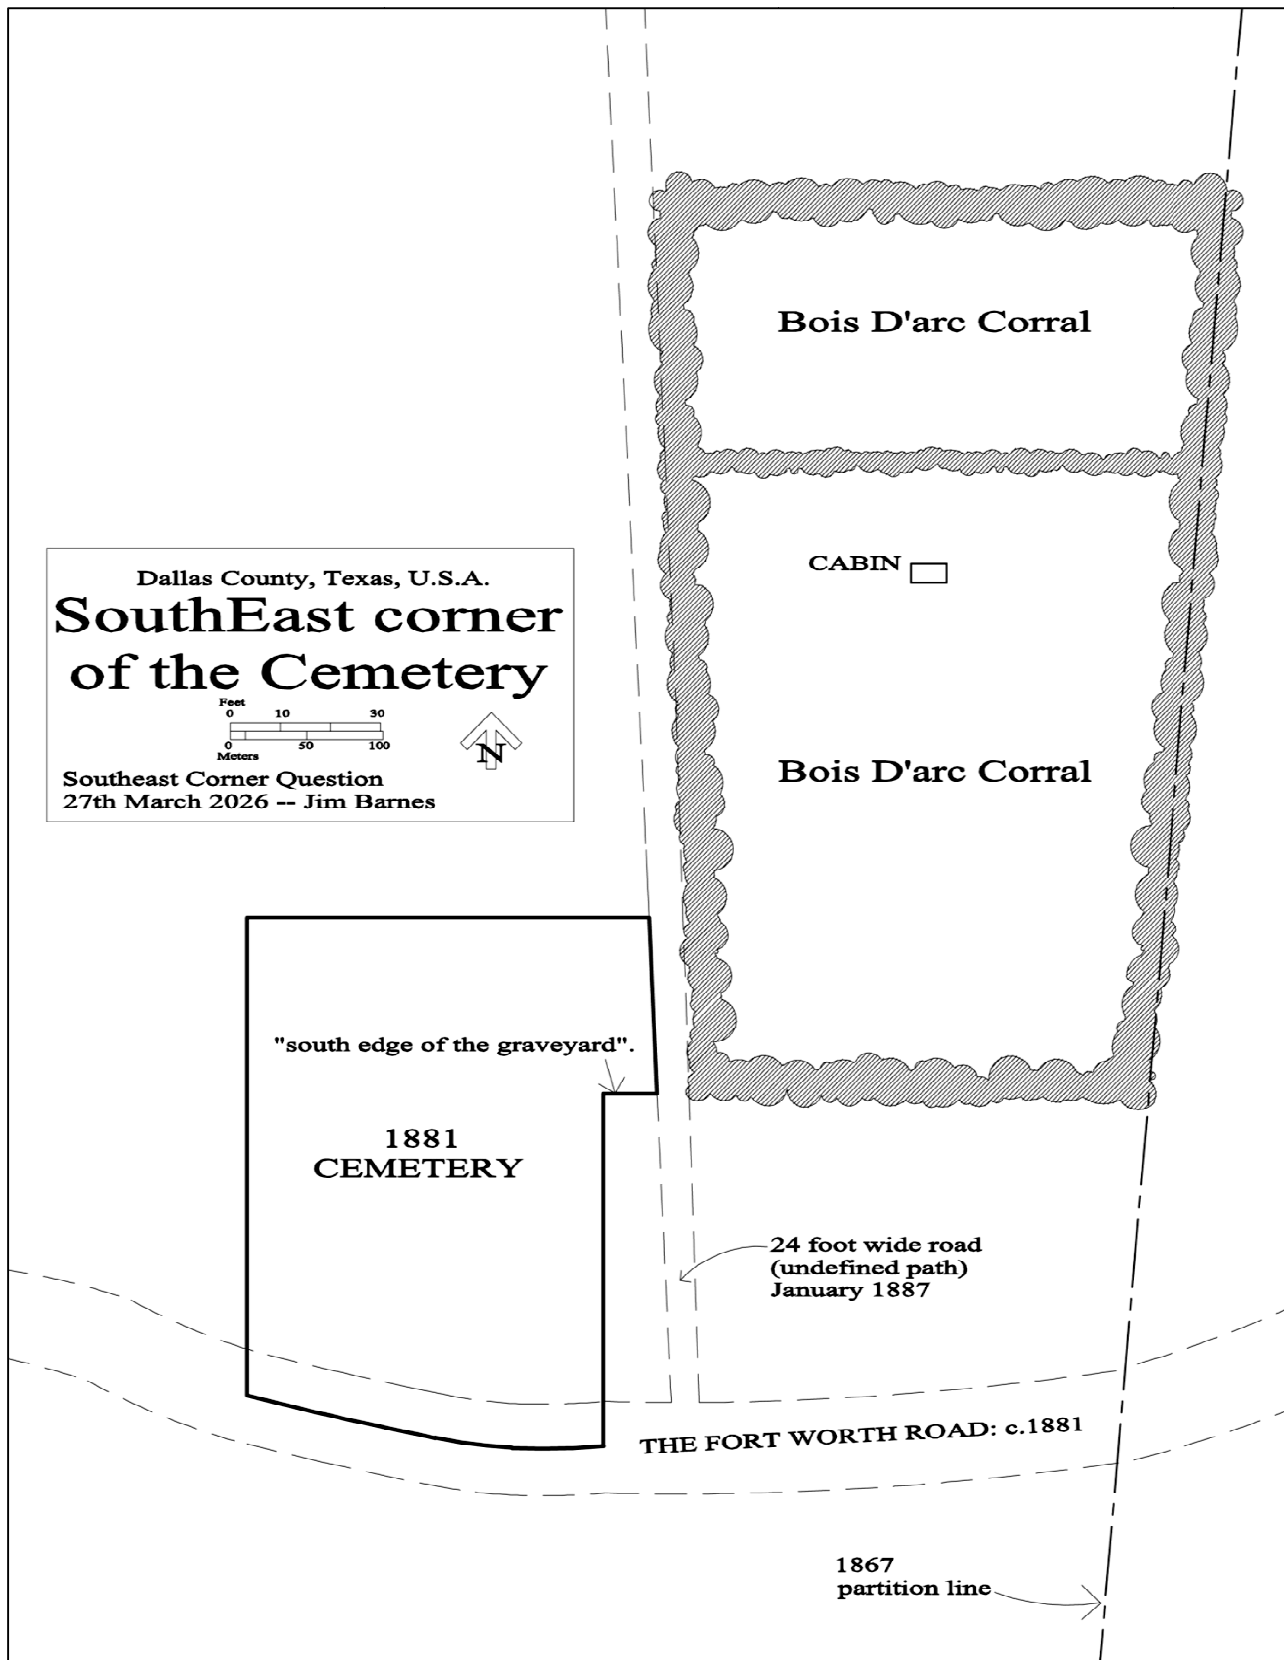 Bois D'arc Corral
CABIN
Dallas County, Texas, U.S.A.
SouthEast corner
of the Cemetery
Feet
0 10 30
0 50 100
Meters
N
Southeast Corner Question
27th March 2026 -- Jim Barnes
Bois D'arc Corral
"south edge of the graveyard".
1881
CEMETERY
24 foot wide road
(undefined path)
January 1887
THE FORT WORTH ROAD: c.1881
1867
partition line